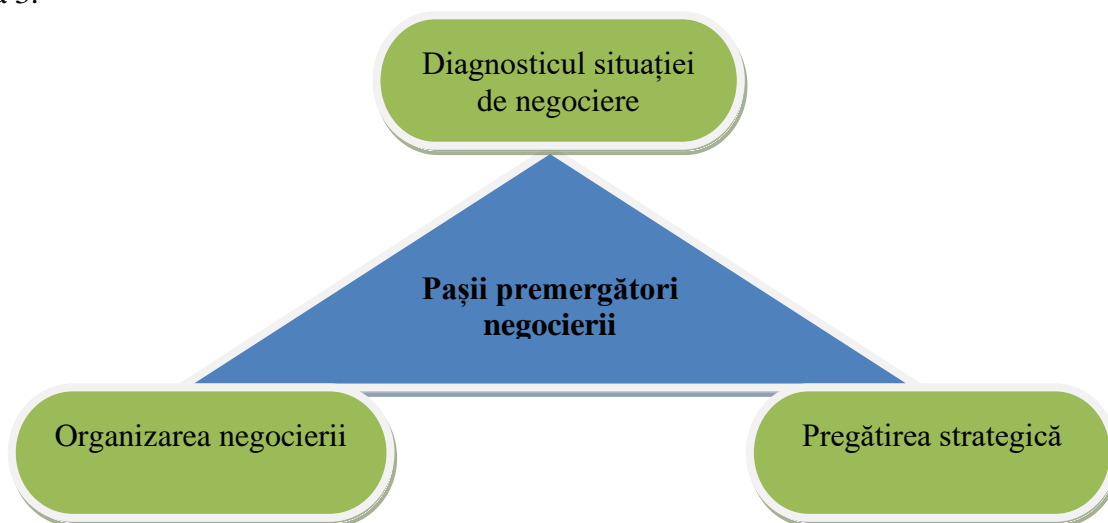 Diagnosticul situației
de negociere
Pașii premergători
negocierii
Organizarea negocierii
Pregătirea strategică